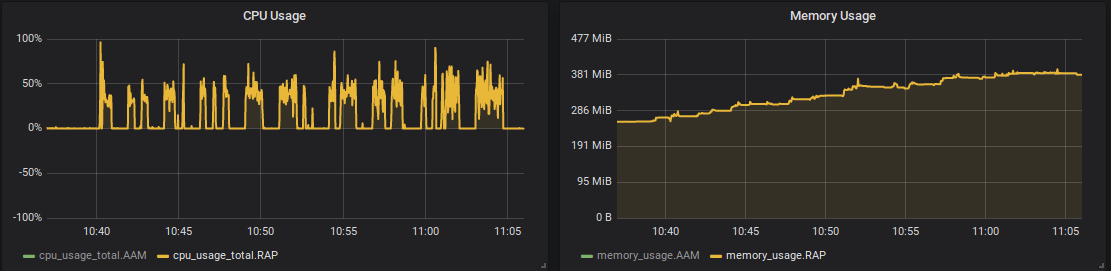 CPU Usage
100%
50%
0%
-50%
-100%
10:40 10:45 10:50 10:55 11:00 11:05
cpu_usage_total.AAM cpu_usage_total.RAP
Memory Usage
477 MiB
381 MiB
286 MiB
191 MiB
95 MiB
0 B
10:40 10:45 10:50 10:55 11:00 11:05
memory_usage.AAM memory_usage.RAP